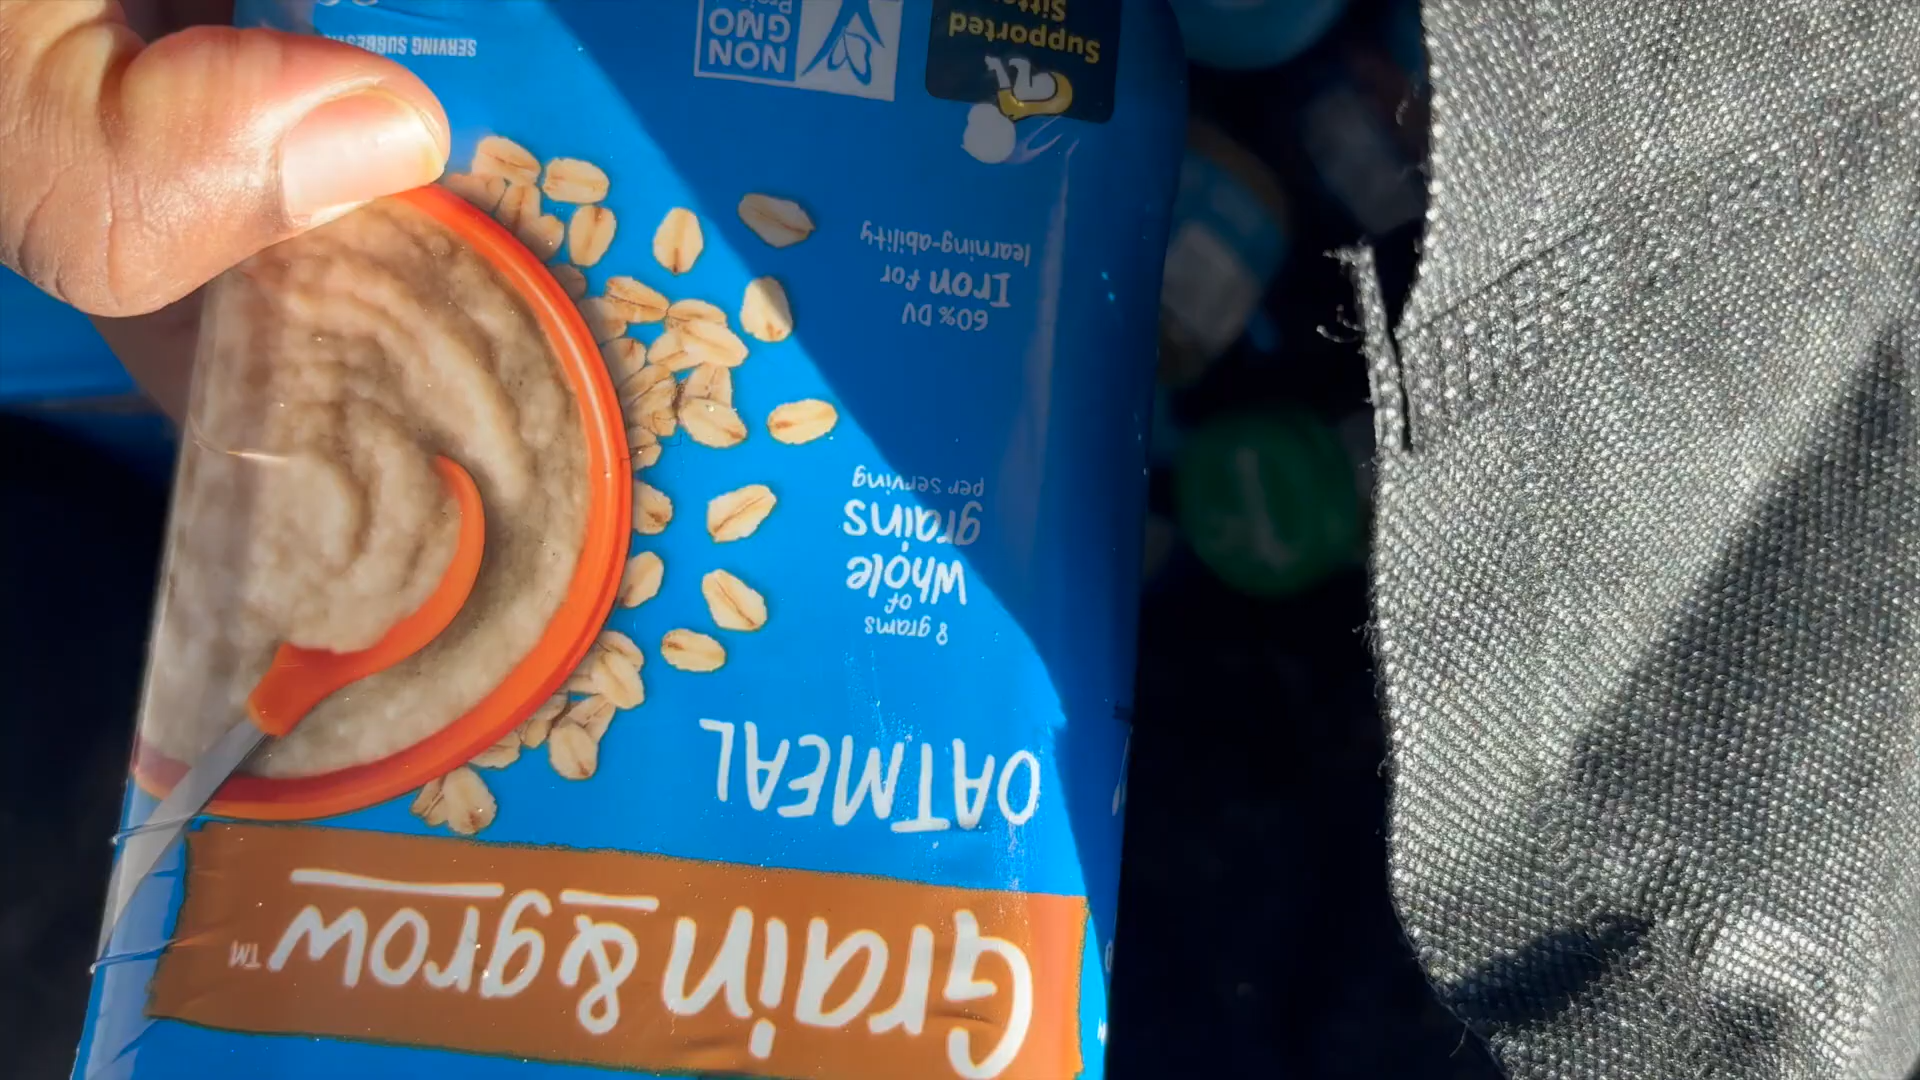 Grain & grow™
OATMEAL
8 grams
of
Whole
grains
per serving
60% DV
Iron for
learning-ability
Supported
NON
GMO
SERVING